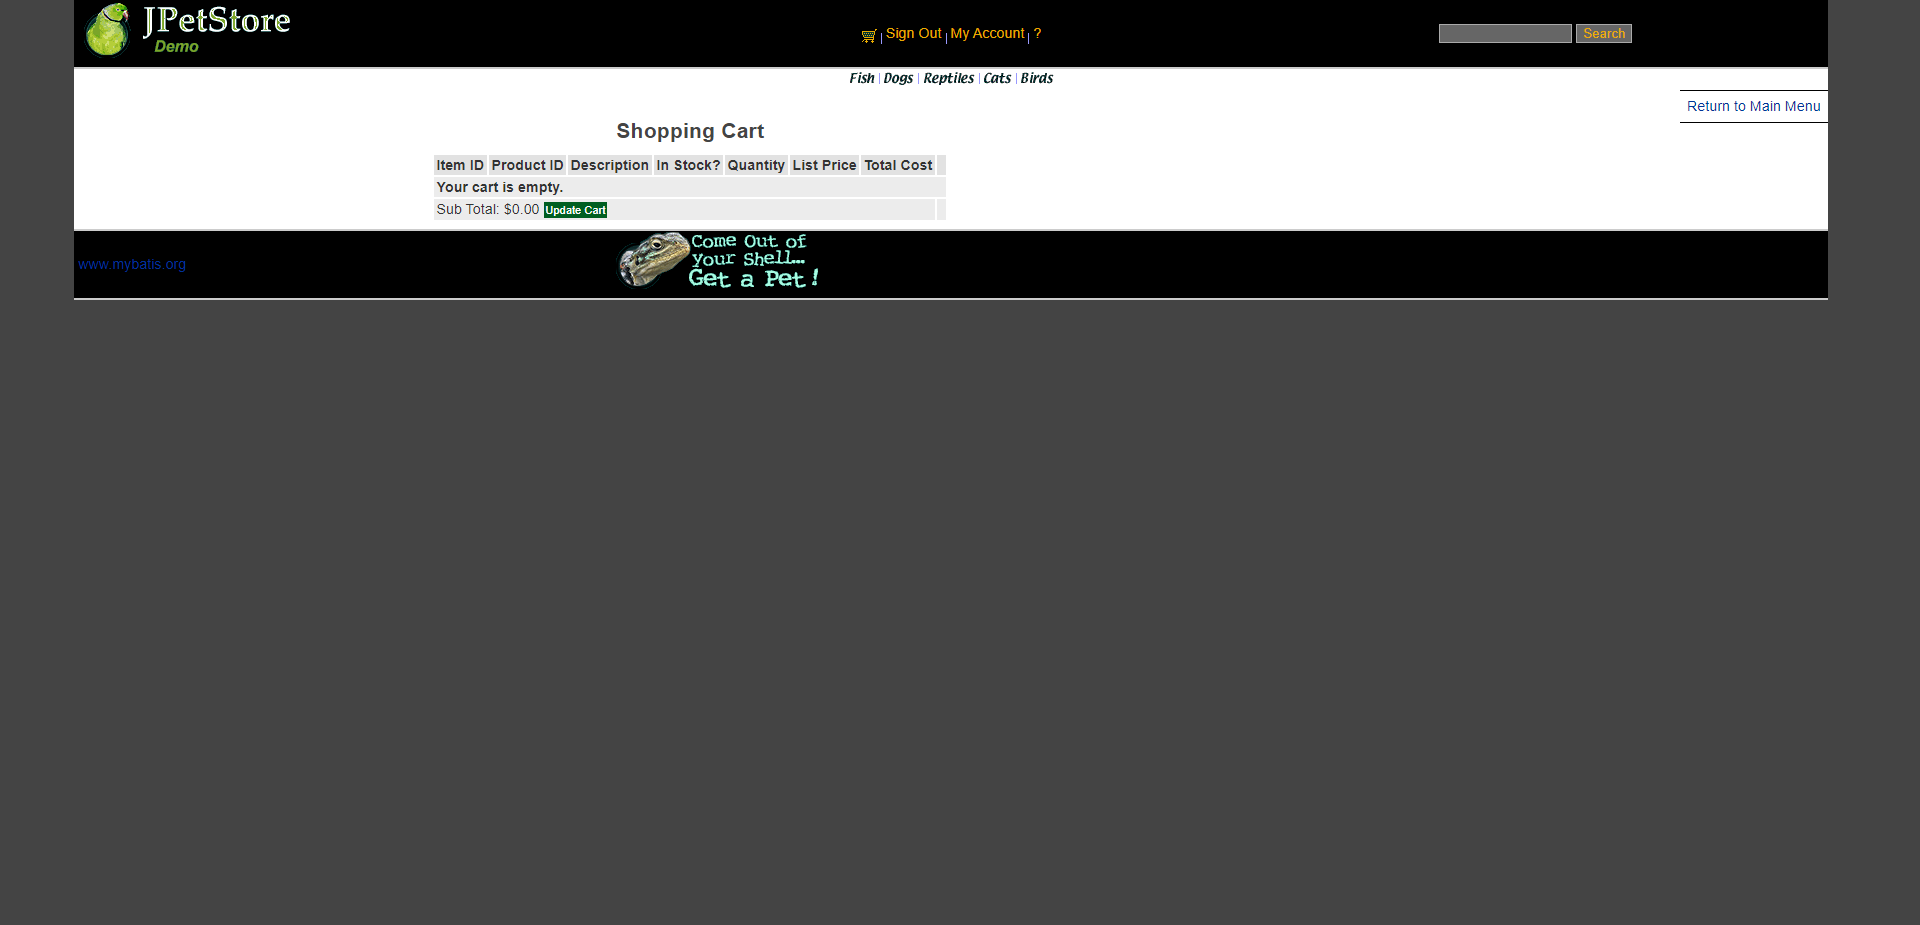 JPetStore
Demo
Sign Out My Account ?
Search
Fish Dogs Reptiles Cats Birds
Return to Main Menu
Shopping Cart
Item ID Product ID Description In Stock? Quantity List Price Total Cost
Your cart is empty.
Sub Total: $0.00 Update Cart
www.mybatis.org
Come Out of
your Shell...
Get a Pet!